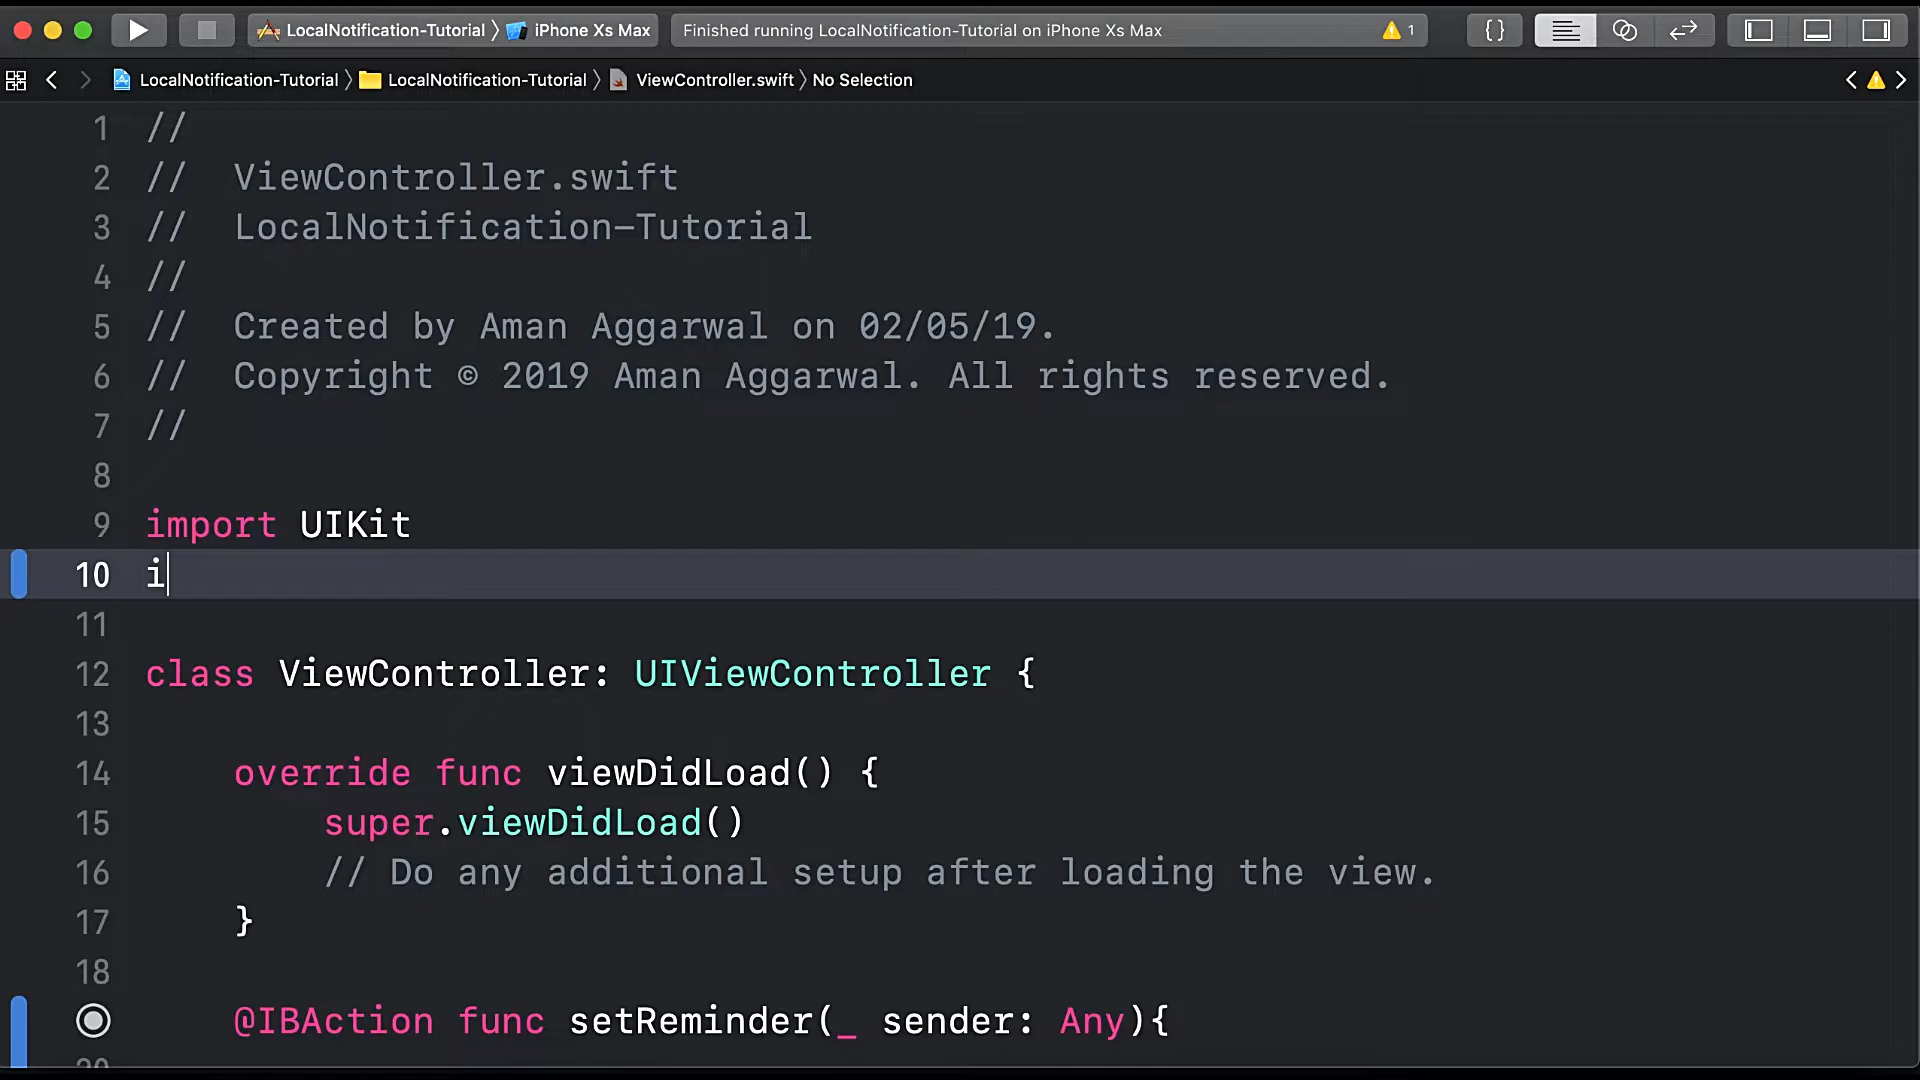 LocalNotification-Tutorial 〉 iPhone Xs Max Finished running LocalNotification-Tutorial on iPhone Xs Max 1 {}
LocalNotification-Tutorial 〉 LocalNotification-Tutorial 〉 ViewController.swift 〉 No Selection
1 //
2 //  ViewController.swift
3 //  LocalNotification-Tutorial
4 //
5 //  Created by Aman Aggarwal on 02/05/19.
6 //  Copyright © 2019 Aman Aggarwal. All rights reserved.
7 //
8
9 import UIKit
10 i
11
12 class ViewController: UIViewController {
13
14     override func viewDidLoad() {
15         super.viewDidLoad()
16         // Do any additional setup after loading the view.
17     }
18
@IBAction func setReminder(_ sender: Any){